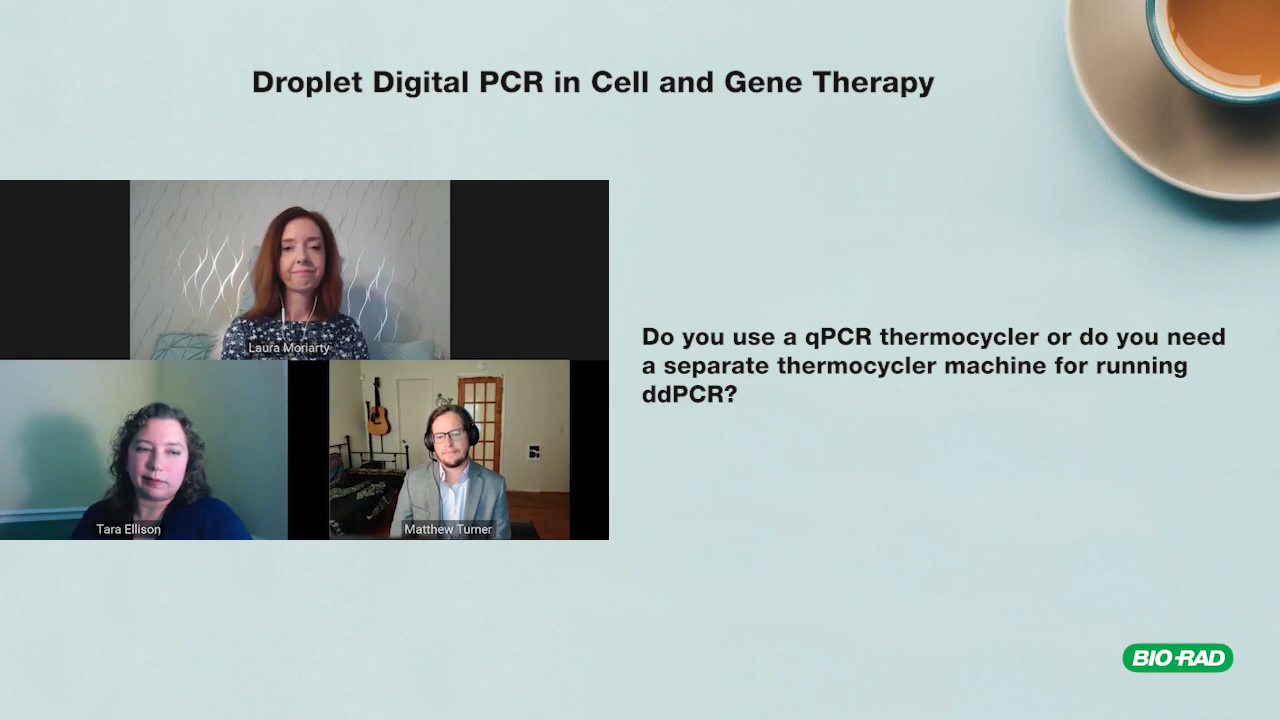 Droplet Digital PCR in Cell and Gene Therapy
Laura Moriarty
Do you use a qPCR thermocycler or do you need
a separate thermocycler machine for running
ddPCR?
Tara Ellison
Matthew Turner
BIO-RAD